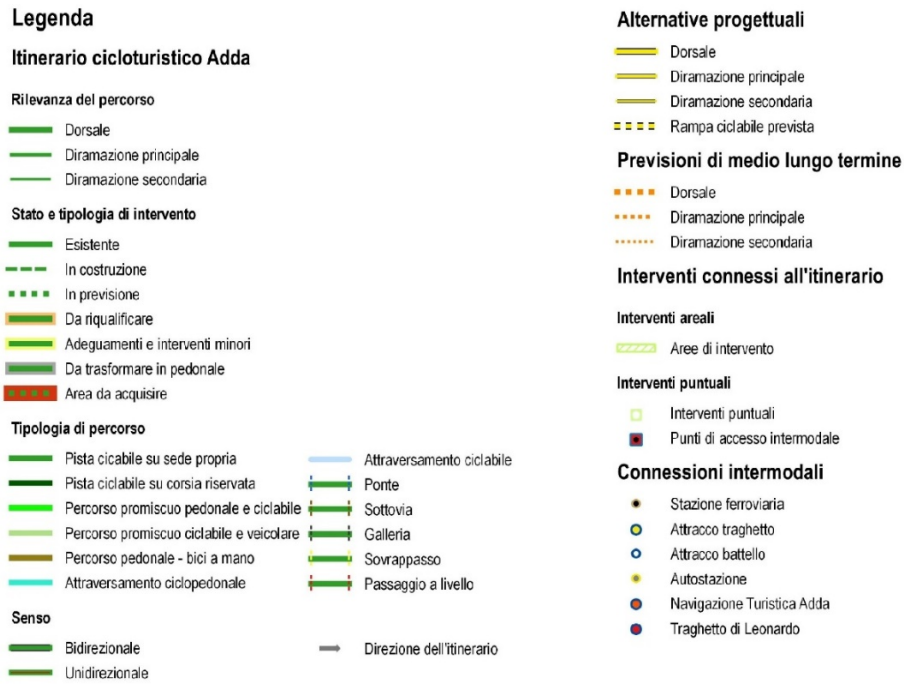 Legenda
Itinerario cicloturistico Adda
Rilevanza del percorso
Dorsale
Diramazione principale
Diramazione secondaria
Stato e tipologia di intervento
Esistente
In costruzione
In previsione
Da riqualificare
Adeguamenti e interventi minori
Da trasformare in pedonale
Area da acquisire
Tipologia di percorso
Pista cicabile su sede propria
Pista ciclabile su corsia riservata
Percorso promiscuo pedonale e ciclabile
Percorso promiscuo ciclabile e veicolare
Percorso pedonale - bici a mano
Attraversamento ciclopedonale
Attraversamento ciclabile
Ponte
Sottovia
Galleria
Sovrappasso
Passaggio a livello
Senso
Bidirezionale
Unidirezionale
Direzione dell'itinerario
Alternative progettuali
Dorsale
Diramazione principale
Diramazione secondaria
Rampa ciclabile prevista
Previsioni di medio lungo termine
Dorsale
Diramazione principale
Diramazione secondaria
Interventi connessi all'itinerario
Interventi areali
Aree di intervento
Interventi puntuali
Interventi puntuali
Punti di accesso intermodale
Connessioni intermodali
Stazione ferroviaria
Attracco traghetto
Attracco battello
Autostazione
Navigazione Turistica Adda
Traghetto di Leonardo